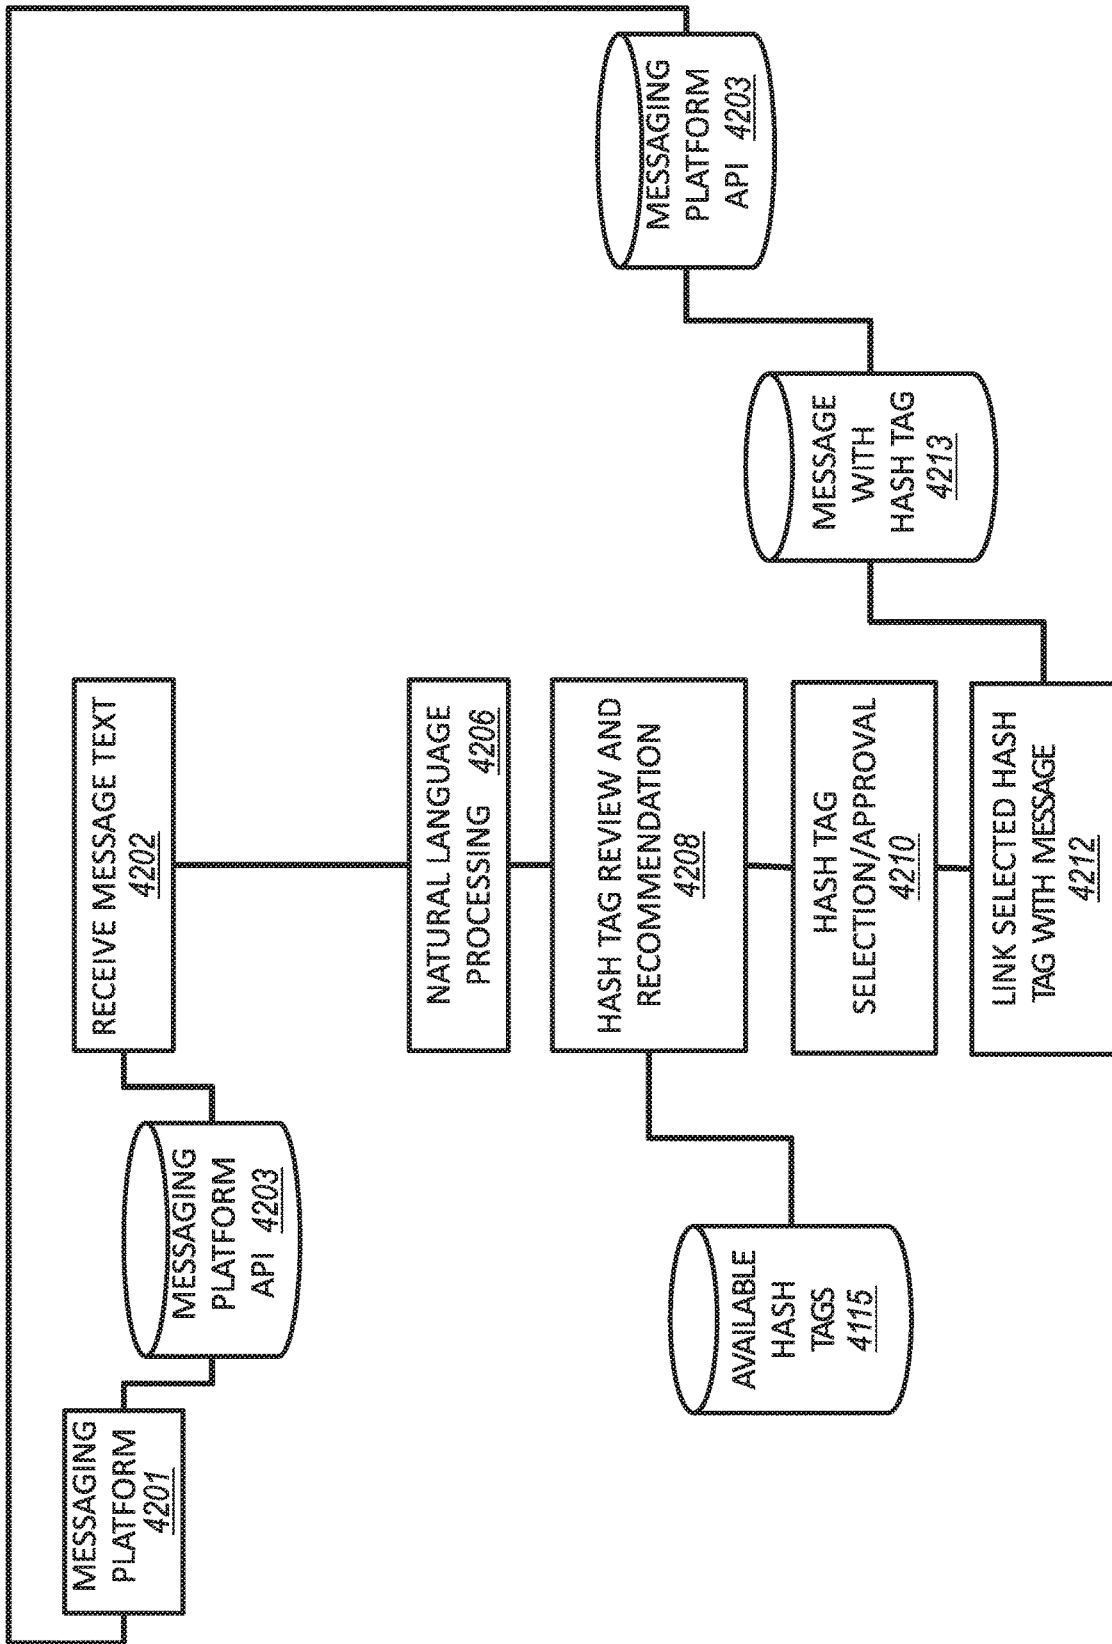 MESSAGING
PLATFORM
4201
MESSAGING
PLATFORM
API 4203
RECEIVE MESSAGE TEXT
4202
NATURAL LANGUAGE
PROCESSING 4206
AVAILABLE
HASH
TAGS
4115
HASH TAG REVIEW AND
RECOMMENDATION
4208
HASH TAG
SELECTION/APPROVAL
4210
LINK SELECTED HASH
TAG WITH MESSAGE
4212
MESSAGE
WITH
HASH TAG
4213
MESSAGING
PLATFORM
API 4203